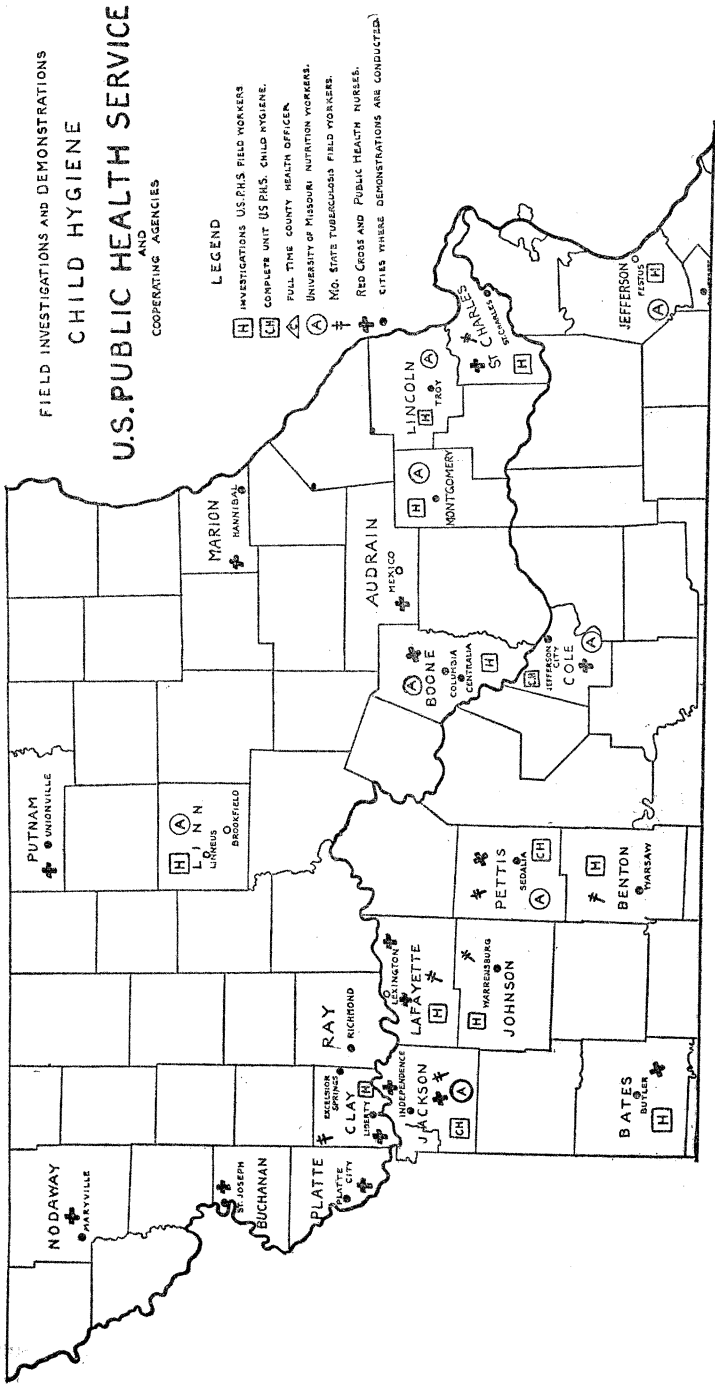 FIELD INVESTIGATIONS AND DEMONSTRATIONS
CHILD HYGIENE
U.S. PUBLIC HEALTH SERVICE
AND
COOPERATING AGENCIES
LEGEND
H INVESTIGATIONS U.S.P.H.S. FIELD WORKERS
CH COMPLETE UNIT U.S P.H.S. CHILD HYGIENE.
FULL TIME COUNTY HEALTH OFFICER
A UNIVERSITY OF MISSOURI NUTRITION WORKERS.
MO. STATE TUBERCULOSIS FIELD WORKERS.
RED CROSS AND PUBLIC HEALTH NURSES.
CITIES WHERE DEMONSTRATIONS ARE CONDUCTED)
NODAWAY
MARYVILLE
PUTNAM
UNIONVILLE
H A
LINN
LINNEUS
BROOKFIELD
MARION
HANNIBAL
ST. JOSEPH
BUCHANAN
PLATTE
PLATTE
CITY
EXCELSIOR
SPRINGS
CLAY
LIBERTY H
RAY
RICHMOND
AUDRAIN
MEXICO
A
BOONE
COLUMBIA
CENTRALIA
H
H A
MONTGOMERY
LINCOLN
H A
TROY
ST CHARLES
ST CHARLES
H
INDEPENDENCE
JACKSON
CH A
LEXINGTON
LAFAYETTE
H
H WARRENSBURG
JOHNSON
PETTIS
SEDALIA
A CH
H
BENTON
WARSAW
CH
JEFFERSON
CITY
COLE
A
BATES
BUTLER
H
JEFFERSON
FESTUS
A H